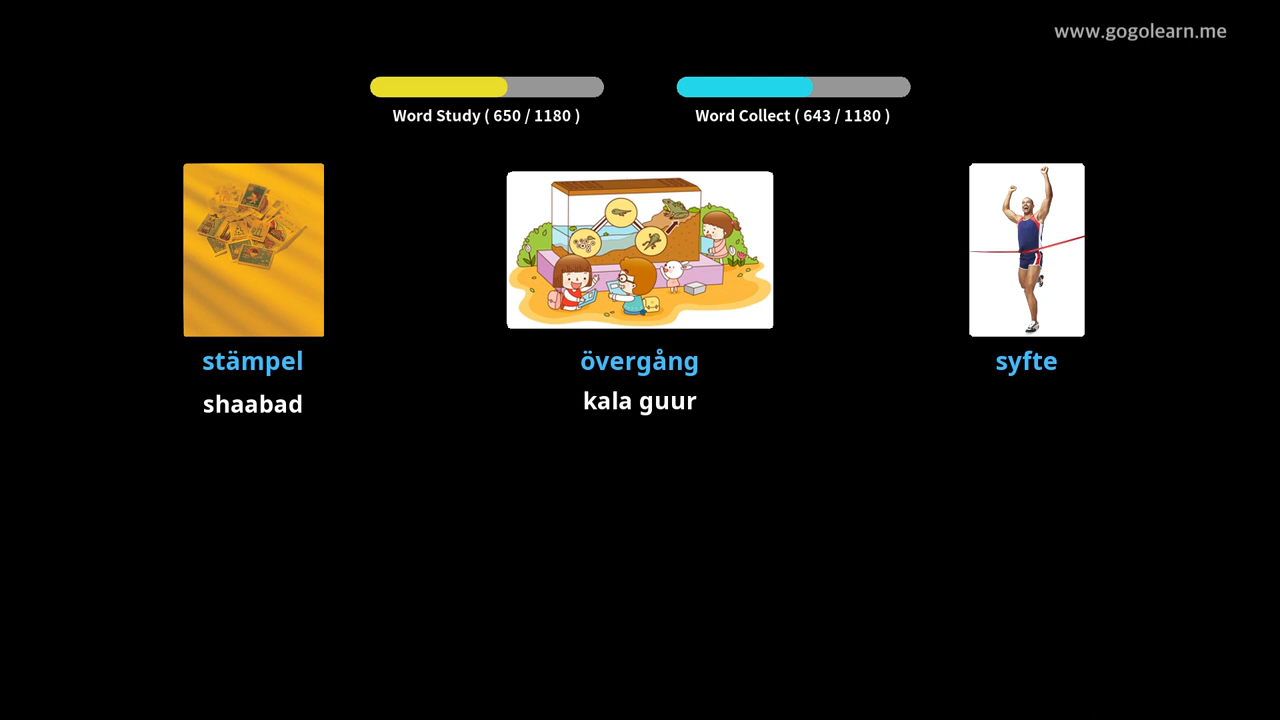 www.gogolearn.me
Word Study ( 650 / 1180 )
Word Collect ( 643 / 1180 )
stämpel
övergång
syfte
shaabad
kala guur